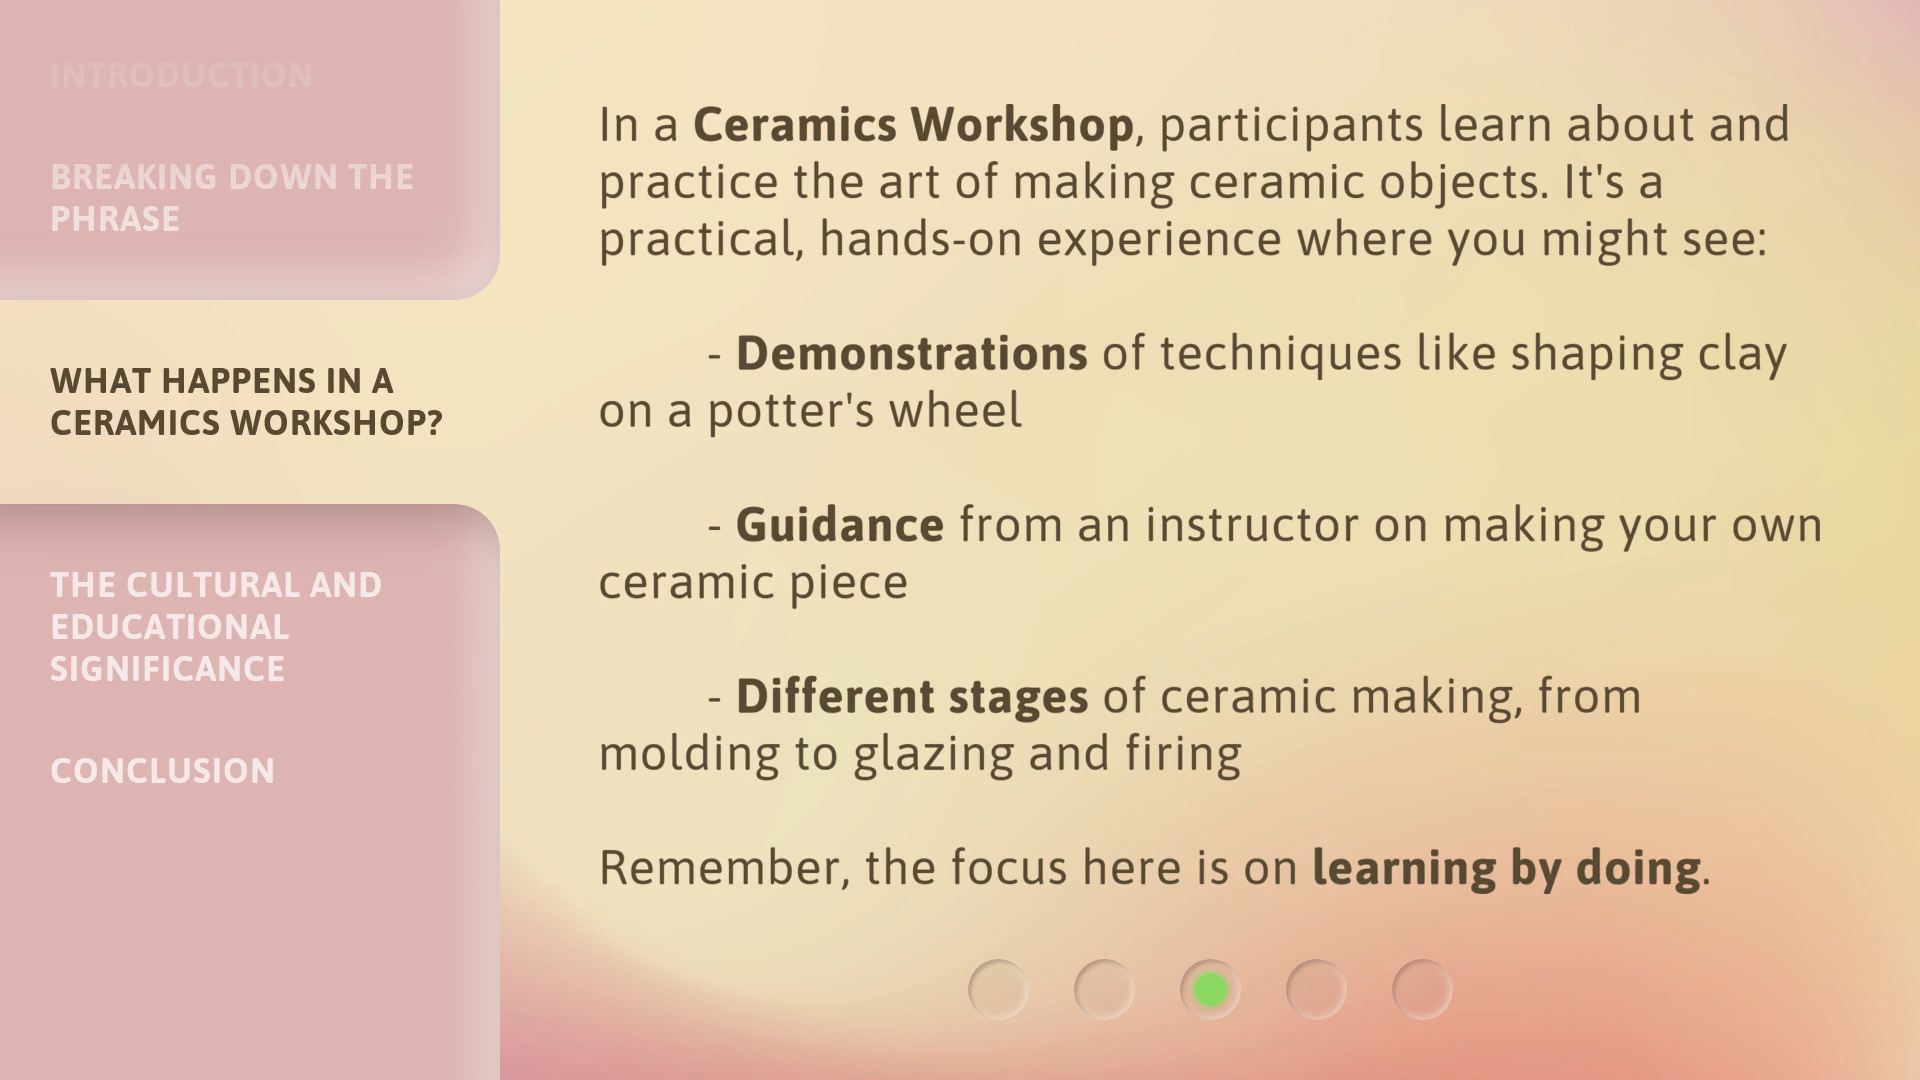 INTRODUCTION
BREAKING DOWN THE
PHRASE
WHAT HAPPENS IN A
CERAMICS WORKSHOP?
THE CULTURAL AND
EDUCATIONAL
SIGNIFICANCE
CONCLUSION
In a Ceramics Workshop, participants learn about and
practice the art of making ceramic objects. It's a
practical, hands-on experience where you might see:
- Demonstrations of techniques like shaping clay
on a potter's wheel
- Guidance from an instructor on making your own
ceramic piece
- Different stages of ceramic making, from
molding to glazing and firing
Remember, the focus here is on learning by doing.